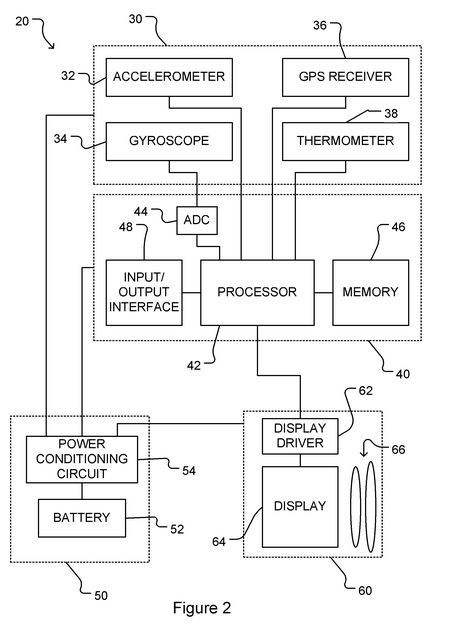 20
30
36
32
ACCELEROMETER
GPS RECEIVER
34
GYROSCOPE
38
THERMOMETER
44
ADC
48
46
INPUT/
OUTPUT
INTERFACE
PROCESSOR
MEMORY
42
40
62
POWER
CONDITIONING
CIRCUIT
54
DISPLAY
DRIVER
66
BATTERY
52
DISPLAY
64
50
60
Figure 2